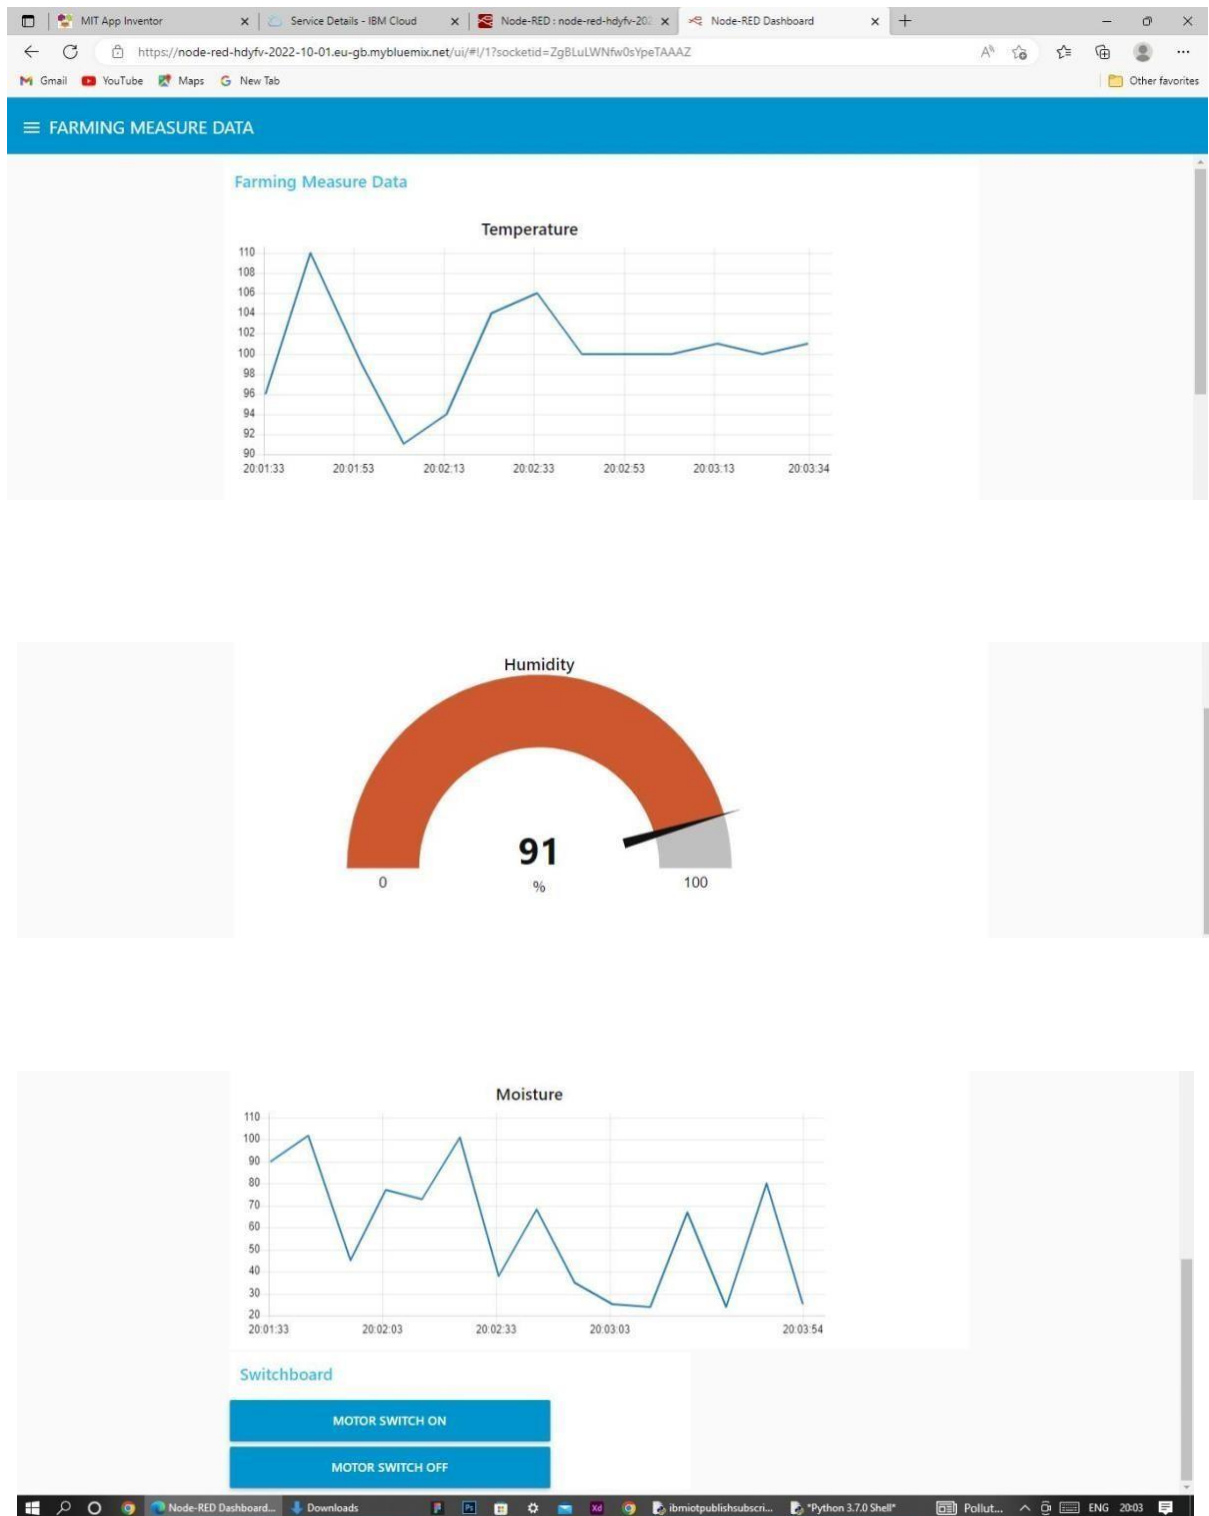 MIT App Inventor
Service Details - IBM Cloud
Node-RED : node-red-hdyfv-202
Node-RED Dashboard
https://node-red-hdyfv-2022-10-01.eu-gb.mybluemix.net/ui/#!/1?socketid=ZgBLuLWNfw0sYpeTAAAZ
Gmail YouTube Maps New Tab Other favorites
FARMING MEASURE DATA
Farming Measure Data
Temperature
110
108
106
104
102
100
98
96
94
92
90
20:01:33 20:01:53 20:02:13 20:02:33 20:02:53 20:03:13 20:03:34
Humidity
91
0 % 100
Moisture
110
100
90
80
70
60
50
40
30
20
20:01:33 20:02:03 20:02:33 20:03:03 20:03:54
Switchboard
MOTOR SWITCH ON
MOTOR SWITCH OFF
Node-RED Dashboard... Downloads Ps Xd ibmiotpublishsubscri... *Python 3.7.0 Shell* Pollut... ENG 20:03